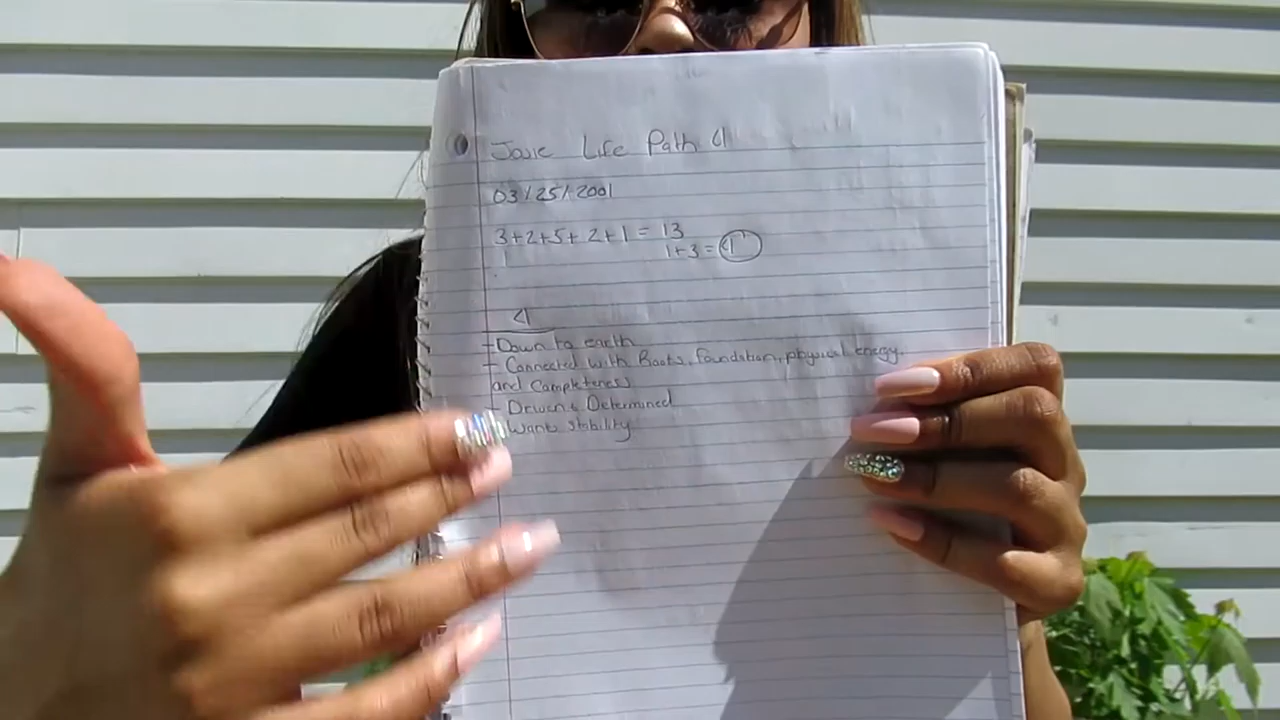 Josie Life Path 4
03/25/2001
3+2+5+2+1 = 13
1+3 = 4
4
- Down to earth
- Connected with Roots, foundation, physical energy,
and Completeness
- Driven & Determined
- Want stability